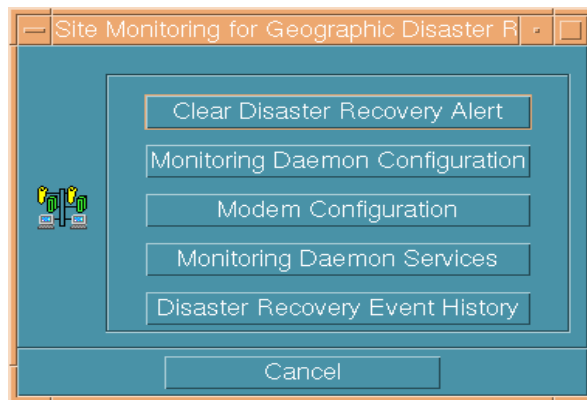 Site Monitoring for Geographic Disaster R
Clear Disaster Recovery Alert
Monitoring Daemon Configuration
Modem Configuration
Monitoring Daemon Services
Disaster Recovery Event History
Cancel